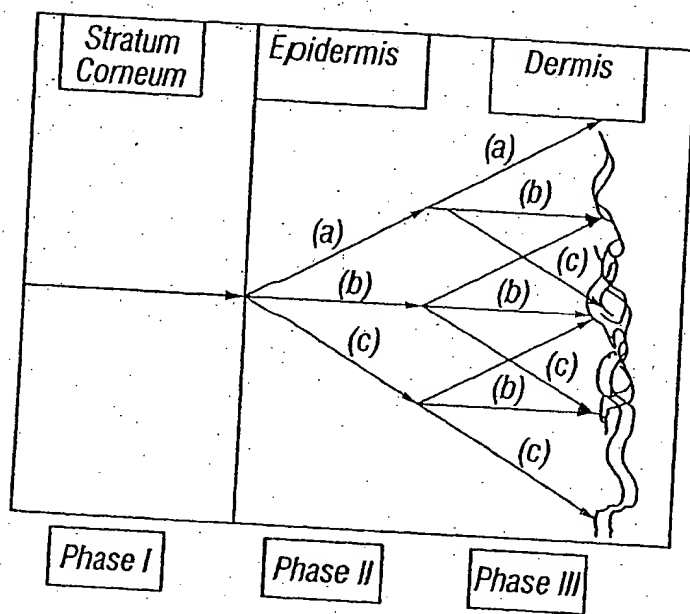 Stratum
Corneum
Epidermis
Dermis
(a)
(b)
(a)
(c)
(b)
(b)
(c)
(c)
(b)
(c)
Phase I
Phase II
Phase III